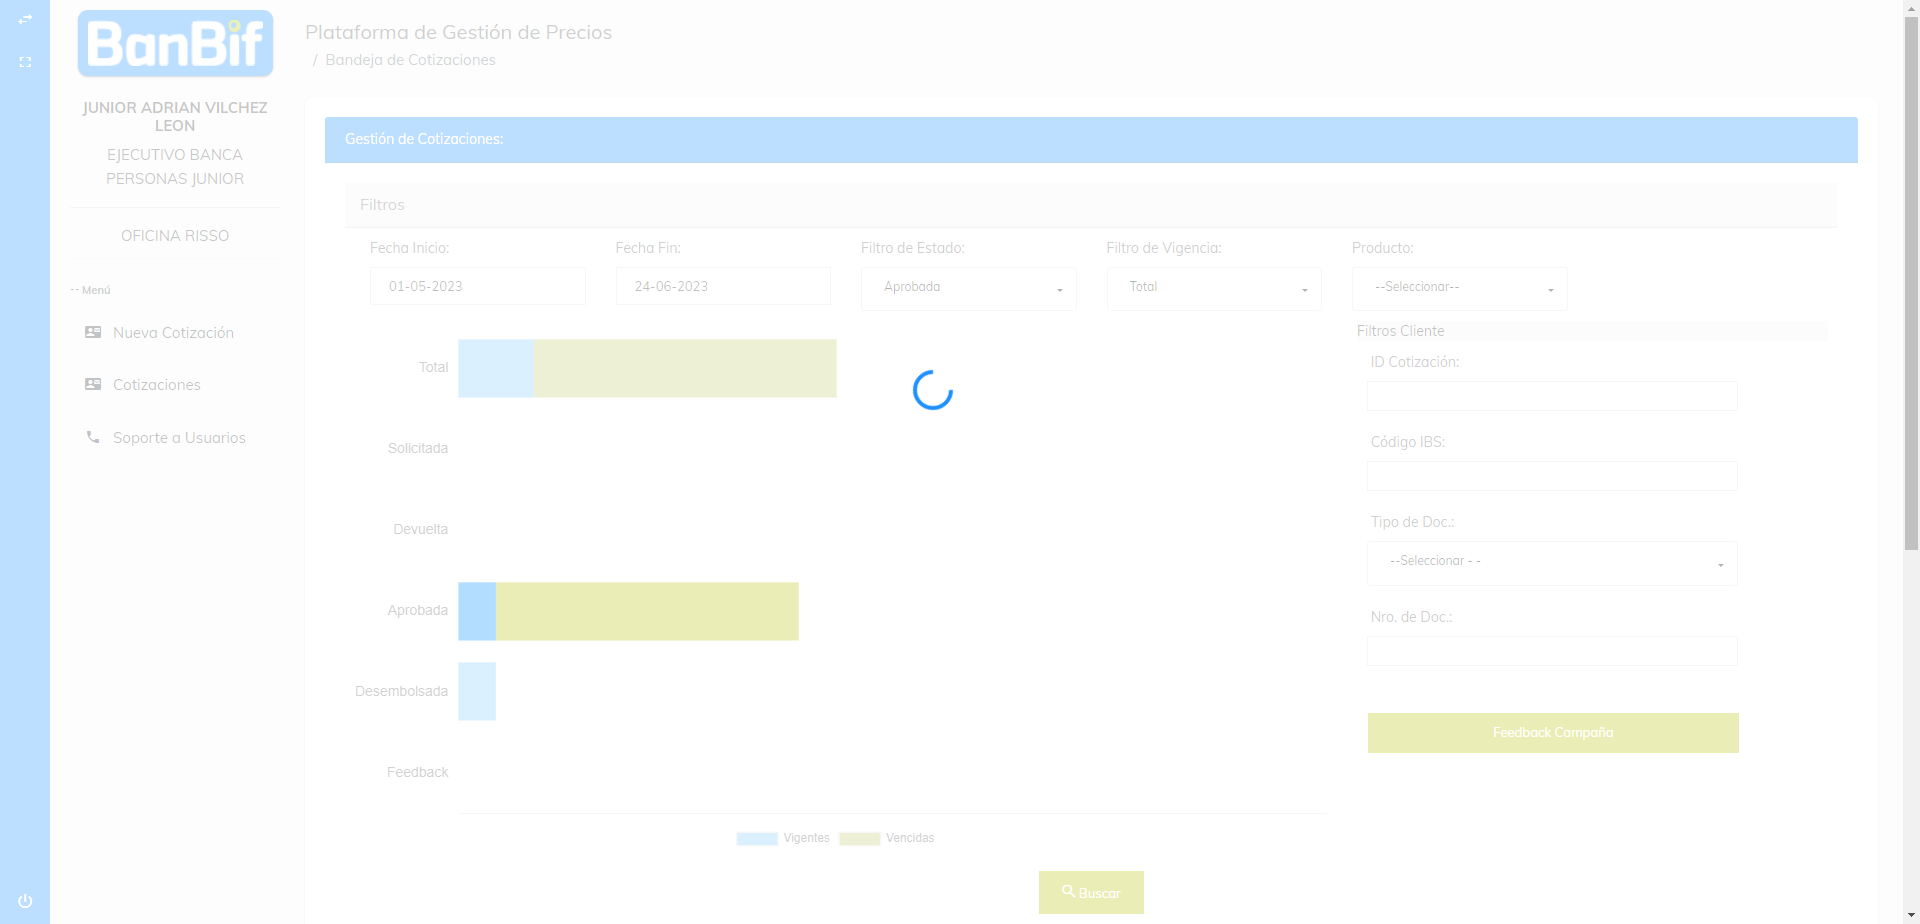 BanBif
Plataforma de Gestión de Precios
/ Bandeja de Cotizaciones
JUNIOR ADRIAN VILCHEZ
LEON
EJECUTIVO BANCA
PERSONAS JUNIOR
OFICINA RISSO
-- Menú
Nueva Cotización
Cotizaciones
Soporte a Usuarios
Gestión de Cotizaciones:
Filtros
Fecha Inicio: Fecha Fin: Filtro de Estado: Filtro de Vigencia: Producto:
01-05-2023 24-06-2023 Aprobada Total --Seleccionar--
Total
Solicitada
Devuelta
Aprobada
Desembolsada
Feedback
Vigentes Vencidas
Filtros Cliente
ID Cotización:
Código IBS:
Tipo de Doc.:
--Seleccionar - -
Nro. de Doc.:
Feedback Campaña
Buscar